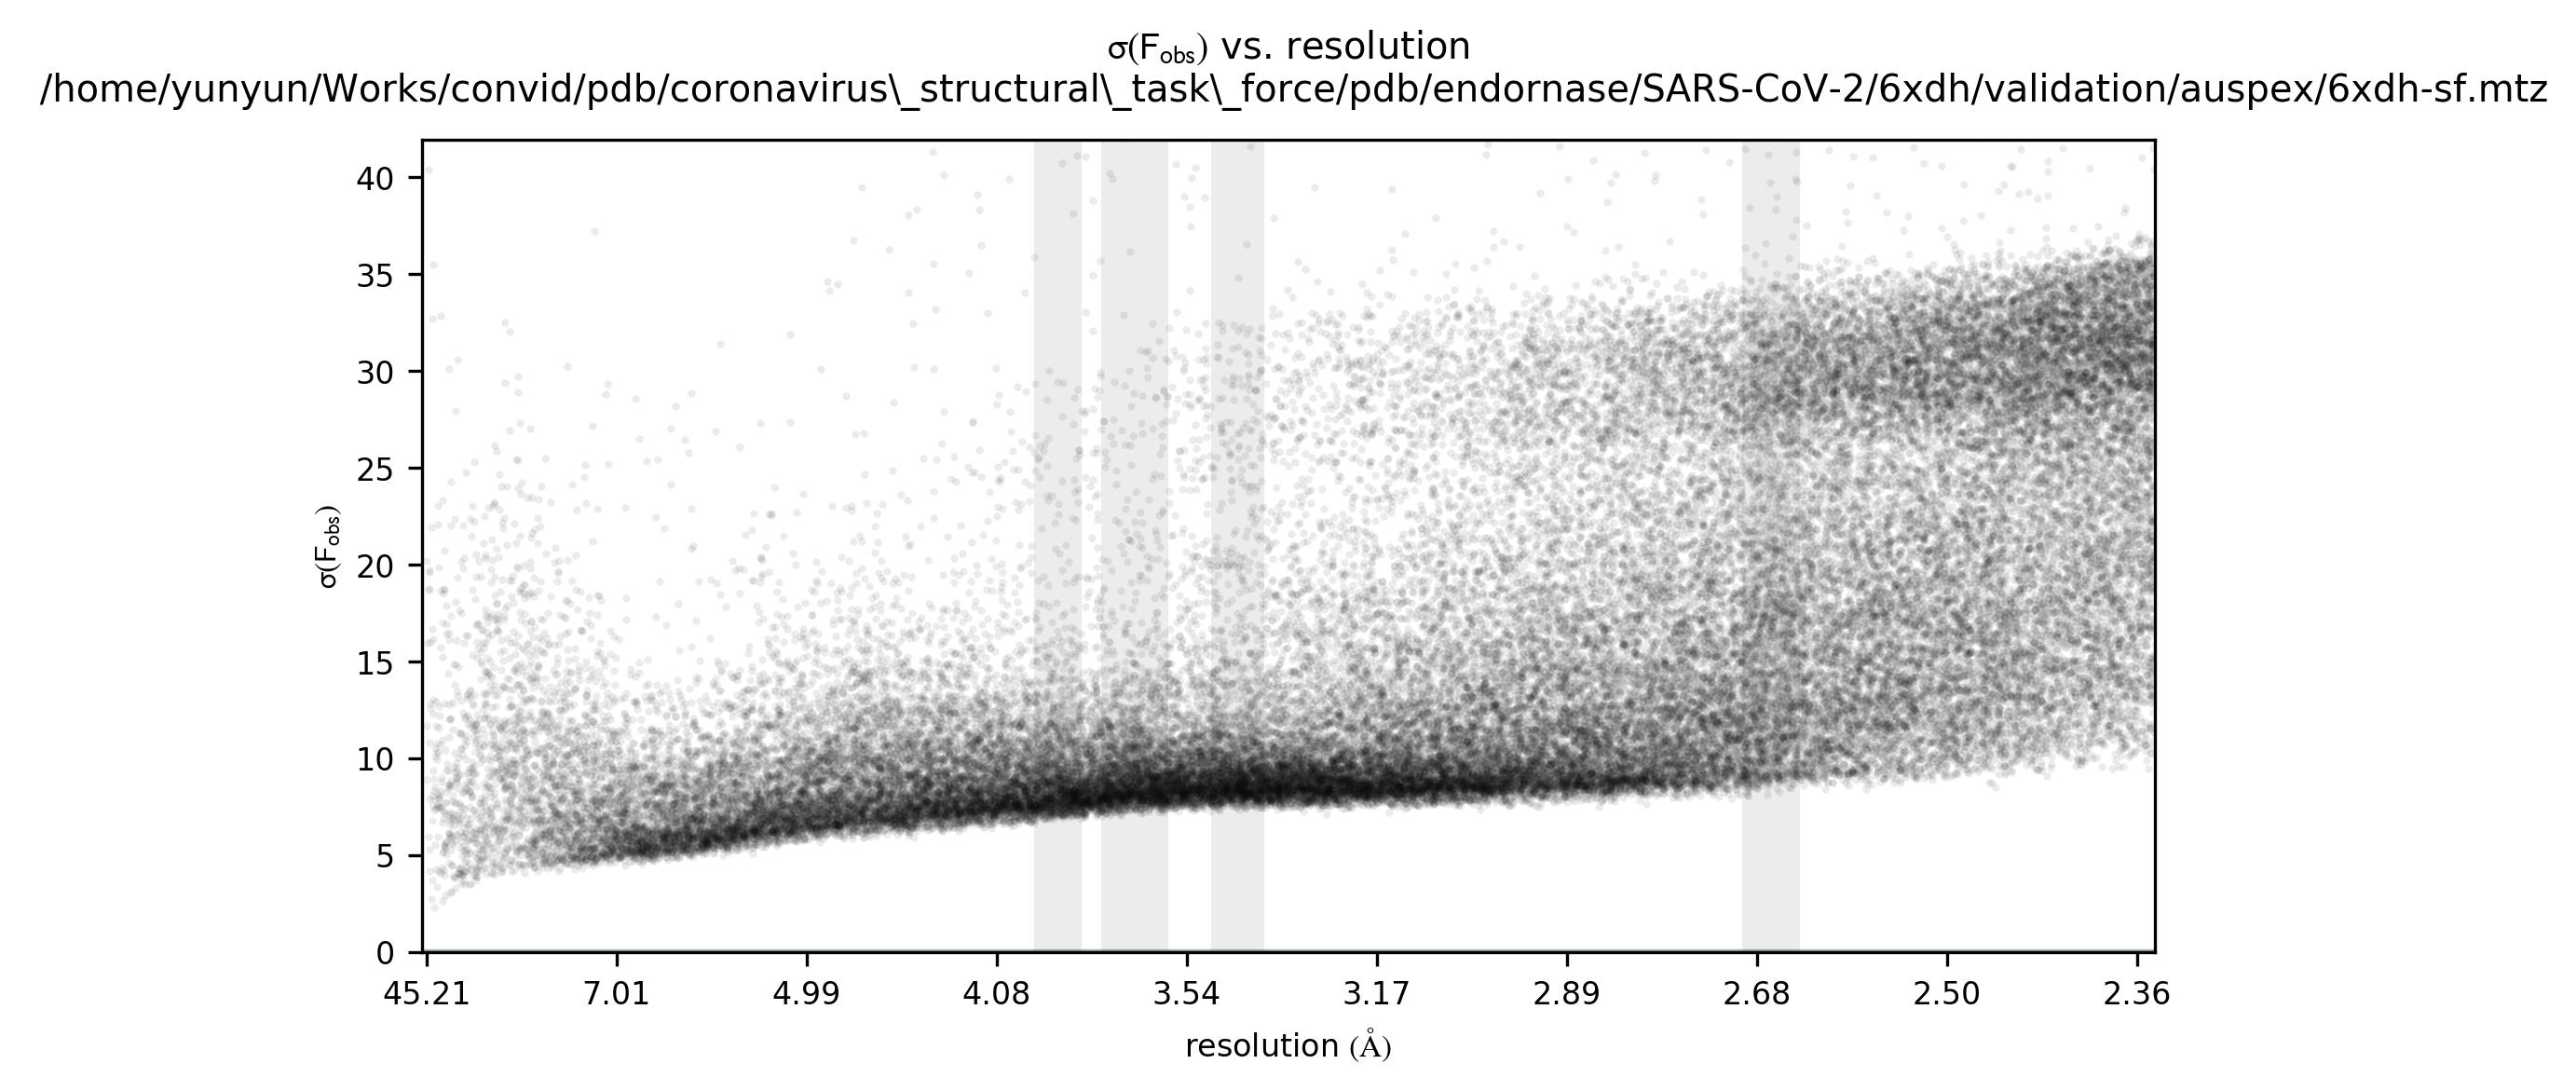 σ(Fobs) vs. resolution
/home/yunyun/Works/convid/pdb/coronavirus\_structural\_task\_force/pdb/endornase/SARS-CoV-2/6xdh/validation/auspex/6xdh-sf.mtz
40
35
30
25
20
15
10
5
0
σ(Fobs)
45.21 7.01 4.99 4.08 3.54 3.17 2.89 2.68 2.50 2.36
resolution (Å)